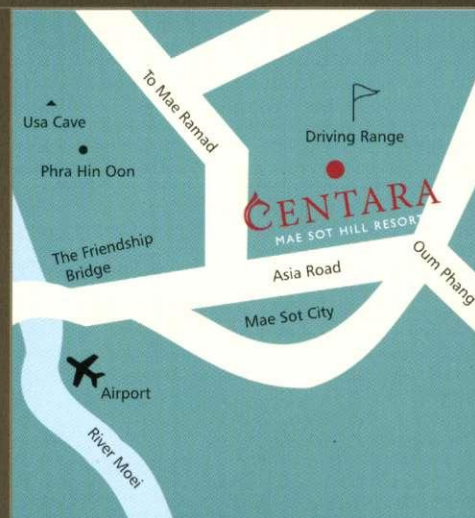 To Mae Ramad
Usa Cave
Phra Hin Oon
Driving Range
CENTARA
MAE SOT HILL RESORT
The Friendship
Bridge
Asia Road
Oum Phang
Mae Sot City
Airport
River Moei